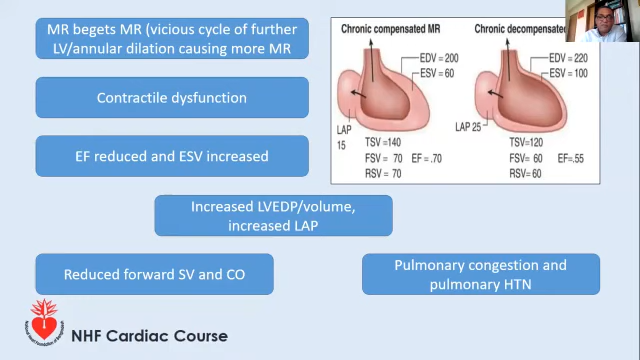 MR begets MR (vicious cycle of further
LV/annular dilation causing more MR
Contractile dysfunction
EF reduced and ESV increased
Increased LVEDP/volume,
increased LAP
Reduced forward SV and CO
Pulmonary congestion and
pulmonary HTN
Chronic compensated MR
EDV = 200
ESV = 60
LAP
15
TSV=140
FSV = 70 EF = .70
RSV = 70
Chronic decompensated MR
EDV = 220
ESV = 100
LAP 25
TSV=120
FSV = 60 EF=.55
RSV= 60
NHF Cardiac Course